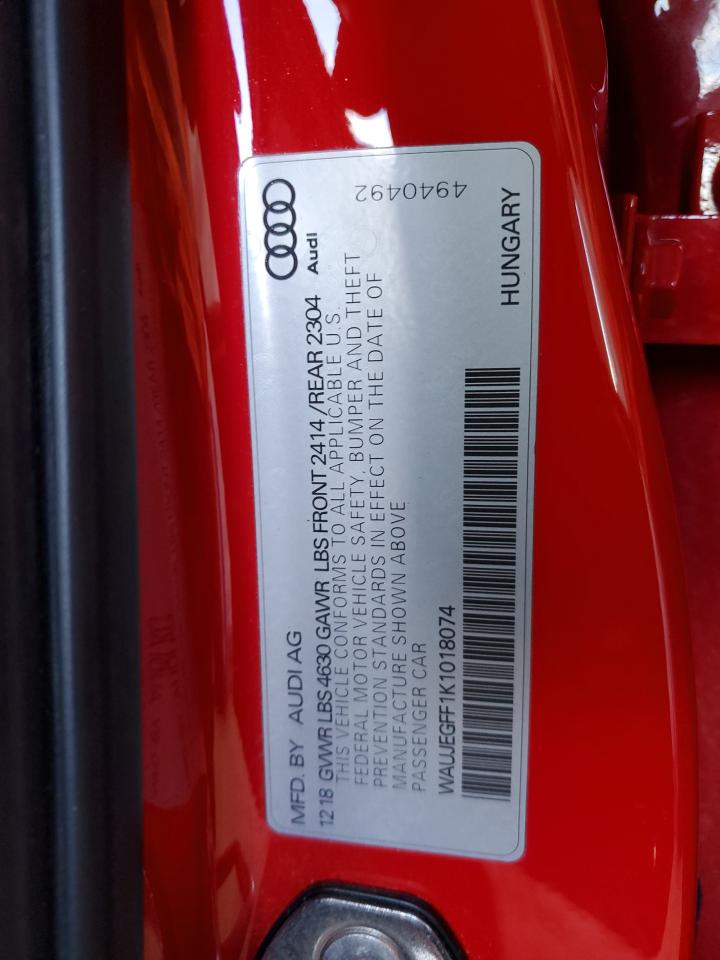 MFD. BY AUDI AG
12 18 GVWR LBS 4630 GAWR LBS FRONT 2414 / REAR 2304
THIS VEHICLE CONFORMS TO ALL APPLICABLE U.S.
FEDERAL MOTOR VEHICLE SAFETY, BUMPER AND THEFT
PREVENTION STANDARDS IN EFFECT ON THE DATE OF
MANUFACTURE SHOWN ABOVE
PASSENGER CAR
WAUJEGFF1K1018074
Audi
4940492
HUNGARY